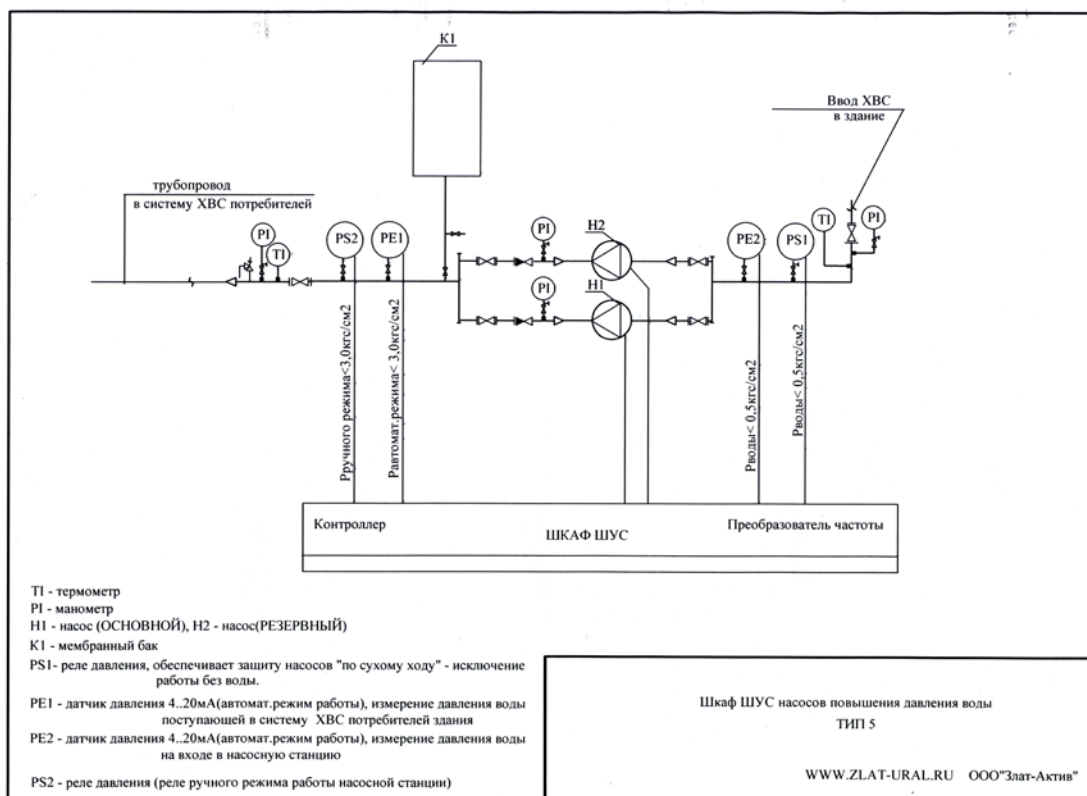 К1
Ввод ХВС
в здание
трубопровод
в систему ХВС потребителей
PI
TI
PS2
PE1
PI
Н2
PI
Н1
PE2
PS1
TI
PI
Рручного режима<3,0кгс/см2
Равтомат.режима< 3,0кгс/см2
Рводы< 0,5кгс/см2
Рводы< 0,5кгс/см2
Контроллер
ШКАФ ШУС
Преобразователь частоты
TI - термометр
PI - манометр
Н1 - насос (ОСНОВНОЙ), Н2 - насос(РЕЗЕРВНЫЙ)
К1 - мембранный бак
PS1- реле давления, обеспечивает защиту насосов "по сухому ходу" - исключение
работы без воды.
PE1 - датчик давления 4..20мА(автомат.режим работы), измерение давления воды
поступающей в систему ХВС потребителей здания
PE2 - датчик давления 4..20мА(автомат.режим работы), измерение давления воды
на входе в насосную станцию
PS2 - реле давления (реле ручного режима работы насосной станции)
Шкаф ШУС насосов повышения давления воды
ТИП 5
WWW.ZLAT-URAL.RU ООО"Злат-Актив"